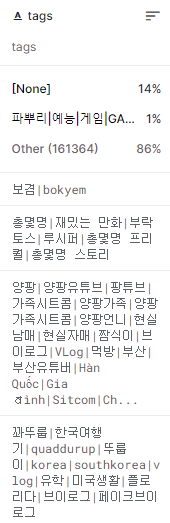 A tags
tags
[None] 14%
파뿌리|예능|게임|GA... 1%
Other (161364) 86%
보겸|bokyem
총몇명|재밌는 만화|부락
토스|루시퍼|총몇명 프리
퀄|총몇명 스토리
양팡|양팡유튜브|팡튜브|
가족시트콤|양팡가족|양팡
가족시트콤|양팡언니|현실
남매|현실자매|짬식이|브
이로그|VLog|먹방|부산|
부산유튜버|Hàn
Quốc|Gia
đình|Sitcom|Ch...
꽈뚜룹|한국여행
기|quaddurup|뚜룹
이|korea|southkorea|v
log|유학|미국생활|플로
리다|브이로그|페이크브이
로그